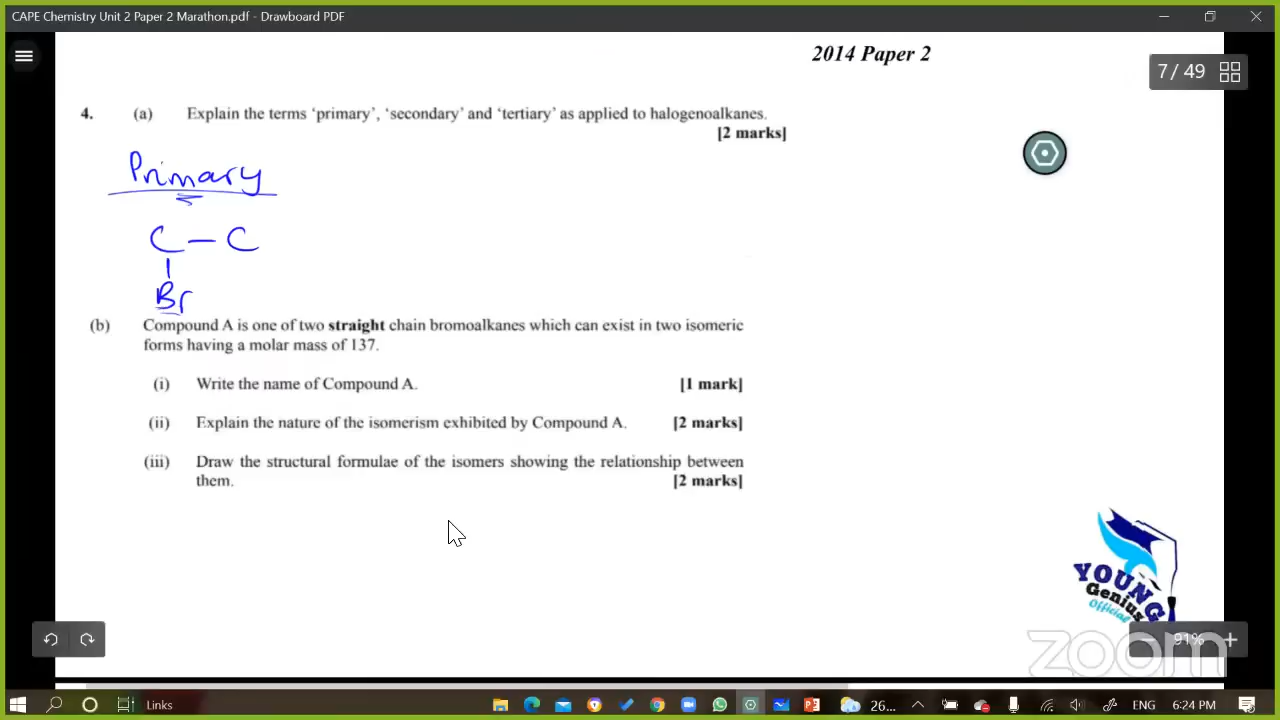 CAPE Chemistry Unit 2 Paper 2 Marathon.pdf - Drawboard PDF
2014 Paper 2
7 / 49
4. (a) Explain the terms ‘primary’, ‘secondary’ and ‘tertiary’ as applied to halogenoalkanes.
[2 marks]
Primary
C — C
Br
(b) Compound A is one of two straight chain bromoalkanes which can exist in two isomeric
forms having a molar mass of 137.
(i) Write the name of Compound A. [1 mark]
(ii) Explain the nature of the isomerism exhibited by Compound A. [2 marks]
(iii) Draw the structural formulae of the isomers showing the relationship between
them. [2 marks]
YOUNG
Genius
Official
91%
zoom
Links
26...
ENG
6:24 PM